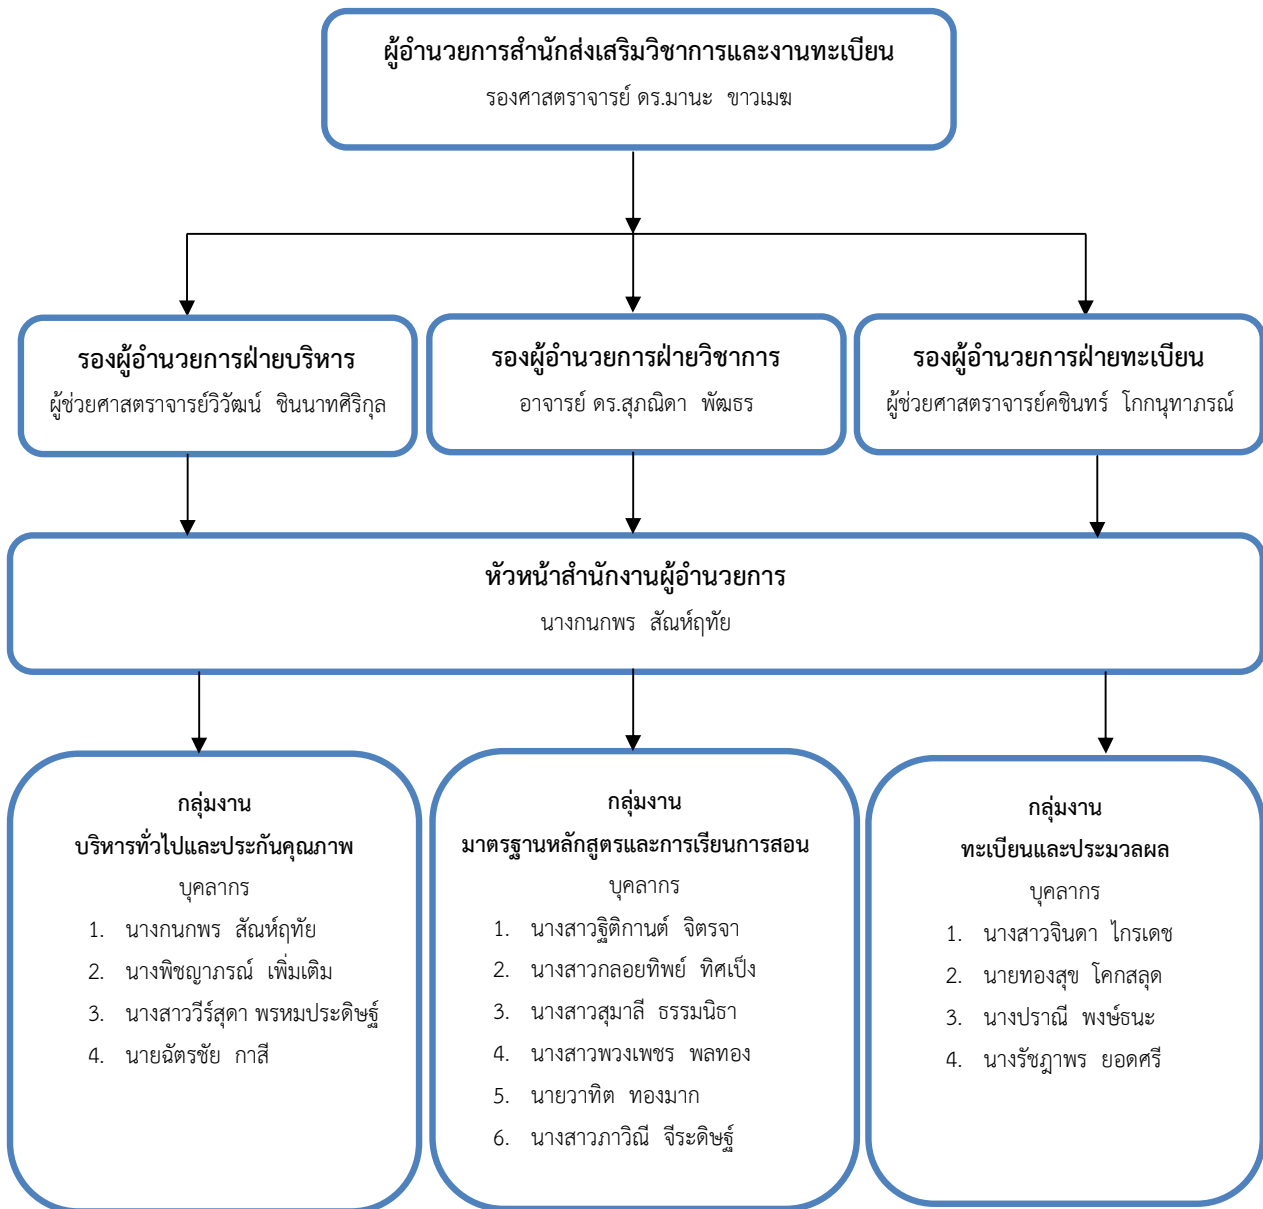 ผู้อำนวยการสำนักส่งเสริมวิชาการและงานทะเบียน
รองศาสตราจารย์ ดร.มานะ ขาวเมฆ
รองผู้อำนวยการฝ่ายบริหาร
ผู้ช่วยศาสตราจารย์วิวัฒน์ ชินนาทศิริกุล
รองผู้อำนวยการฝ่ายวิชาการ
อาจารย์ ดร.สุภณิดา พัฒธร
รองผู้อำนวยการฝ่ายทะเบียน
ผู้ช่วยศาสตราจารย์คชินทร์ โกกนุทาภรณ์
หัวหน้าสำนักงานผู้อำนวยการ
นางกนกพร สัณห์ฤทัย
กลุ่มงาน
บริหารทั่วไปและประกันคุณภาพ
บุคลากร
1. นางกนกพร สัณห์ฤทัย
2. นางพิชญาภรณ์ เพิ่มเติม
3. นางสาววีร์สุดา พรหมประดิษฐ์
4. นายฉัตรชัย กาสี
กลุ่มงาน
มาตรฐานหลักสูตรและการเรียนการสอน
บุคลากร
1. นางสาวฐิติกานต์ จิตรจา
2. นางสาวกลอยทิพย์ ทิศเป็ง
3. นางสาวสุมาลี ธรรมนิธา
4. นางสาวพวงเพชร พลทอง
5. นายวาทิต ทองมาก
6. นางสาวภาวิณี จีระดิษฐ์
กลุ่มงาน
ทะเบียนและประมวลผล
บุคลากร
1. นางสาวจินดา ไกรเดช
2. นายทองสุข โคกสลุด
3. นางปราณี พงษ์ธนะ
4. นางรัชฎาพร ยอดศรี